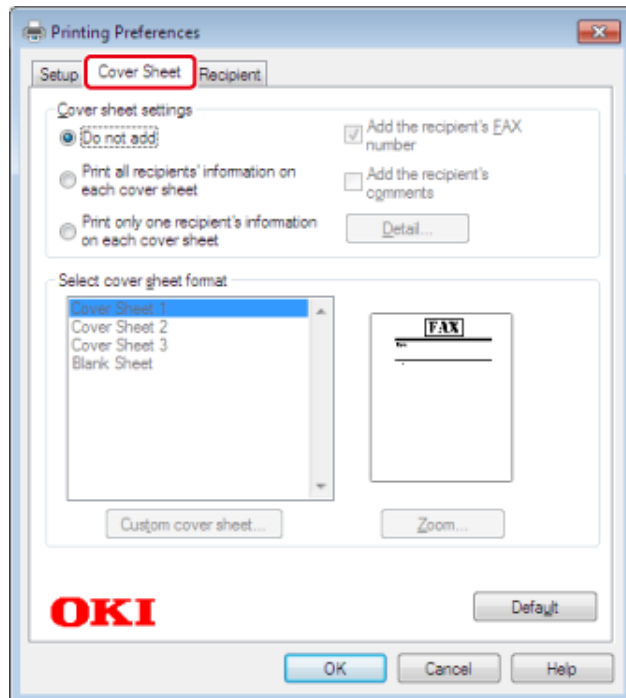 Printing Preferences
Setup
Cover Sheet
Recipient
Cover sheet settings
Do not add
Print all recipients' information on
each cover sheet
Print only one recipient's information
on each cover sheet
Add the recipient's FAX
number
Add the recipient's
comments
Detail...
Select cover sheet format
Cover Sheet 1
Cover Sheet 2
Cover Sheet 3
Blank Sheet
FAX
Custom cover sheet...
Zoom...
OKI
Default
OK
Cancel
Help